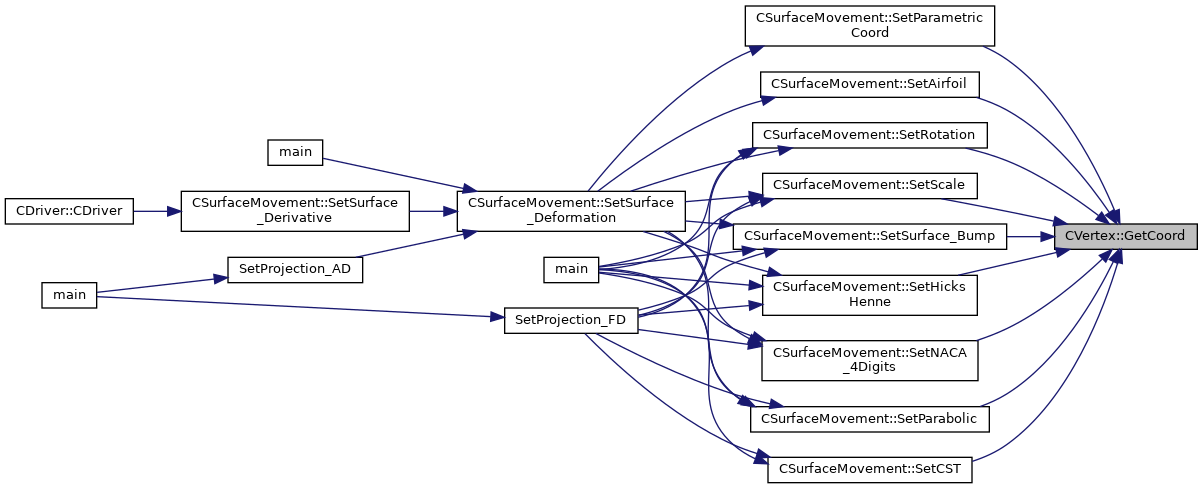 CSurfaceMovement::SetParametric
Coord
CSurfaceMovement::SetAirfoil
CSurfaceMovement::SetRotation
main
CSurfaceMovement::SetScale
CDriver::CDriver
CSurfaceMovement::SetSurface
_Derivative
CSurfaceMovement::SetSurface
_Deformation
CSurfaceMovement::SetSurface_Bump
CVertex::GetCoord
SetProjection_AD
main
main
CSurfaceMovement::SetHicks
Henne
SetProjection_FD
CSurfaceMovement::SetNACA
_4Digits
CSurfaceMovement::SetParabolic
CSurfaceMovement::SetCST